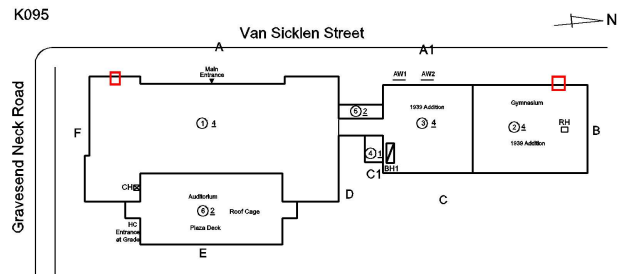 K095
N
Van Sicklen Street
A
A1
Main
Entrance
AW1
AW2
5 2
1939 Addition
Gymnasium
1 4
3 4
2 4
RH
B
F
4 1
1939 Addition
BH1
C1
CH
Auditorium
D
C
6 2
Roof Cage
HC
Entrance
at Grade
Plaza Deck
E
Gravesend Neck Road